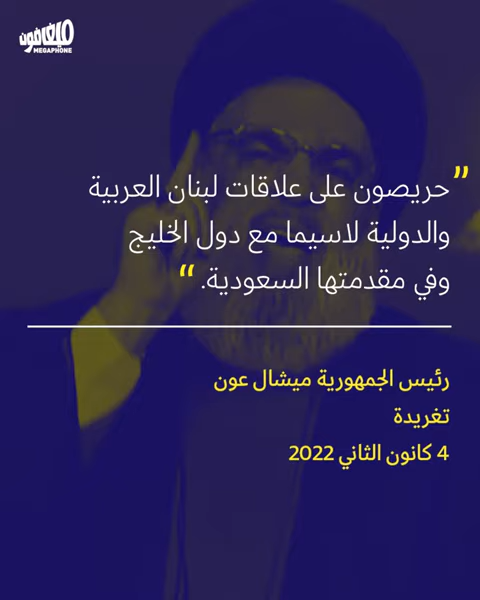 ميغافون
MEGAPHONE
”حريصون على علاقات لبنان العربية
والدولية لاسيما مع دول الخليج
وفي مقدمتها السعودية.“
رئيس الجمهورية ميشال عون
تغريدة
4 كانون الثاني 2022